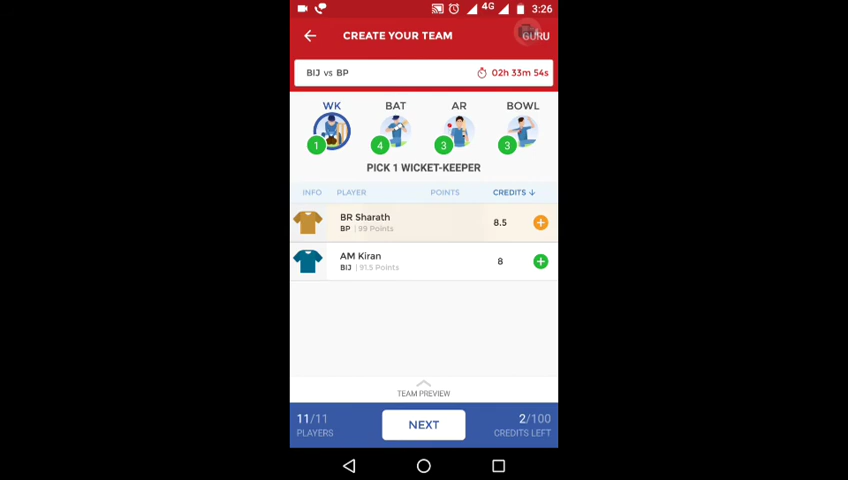 4G 3:26
CREATE YOUR TEAM GURU
BIJ vs BP 02h 33m 54s
WK BAT AR BOWL
1 4 3 3
PICK 1 WICKET-KEEPER
INFO PLAYER POINTS CREDITS ↓
BR Sharath
8.5 +
BP | 99 Points
AM Kiran
8 +
BIJ | 91.5 Points
TEAM PREVIEW
11/11 NEXT 2/100
PLAYERS CREDITS LEFT